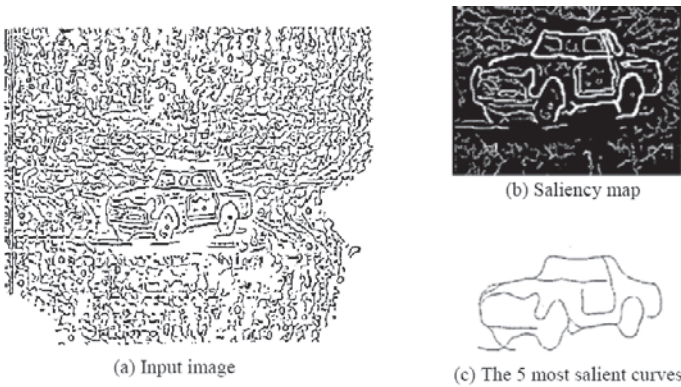 (a) Input image
(b) Saliency map
(c) The 5 most salient curves